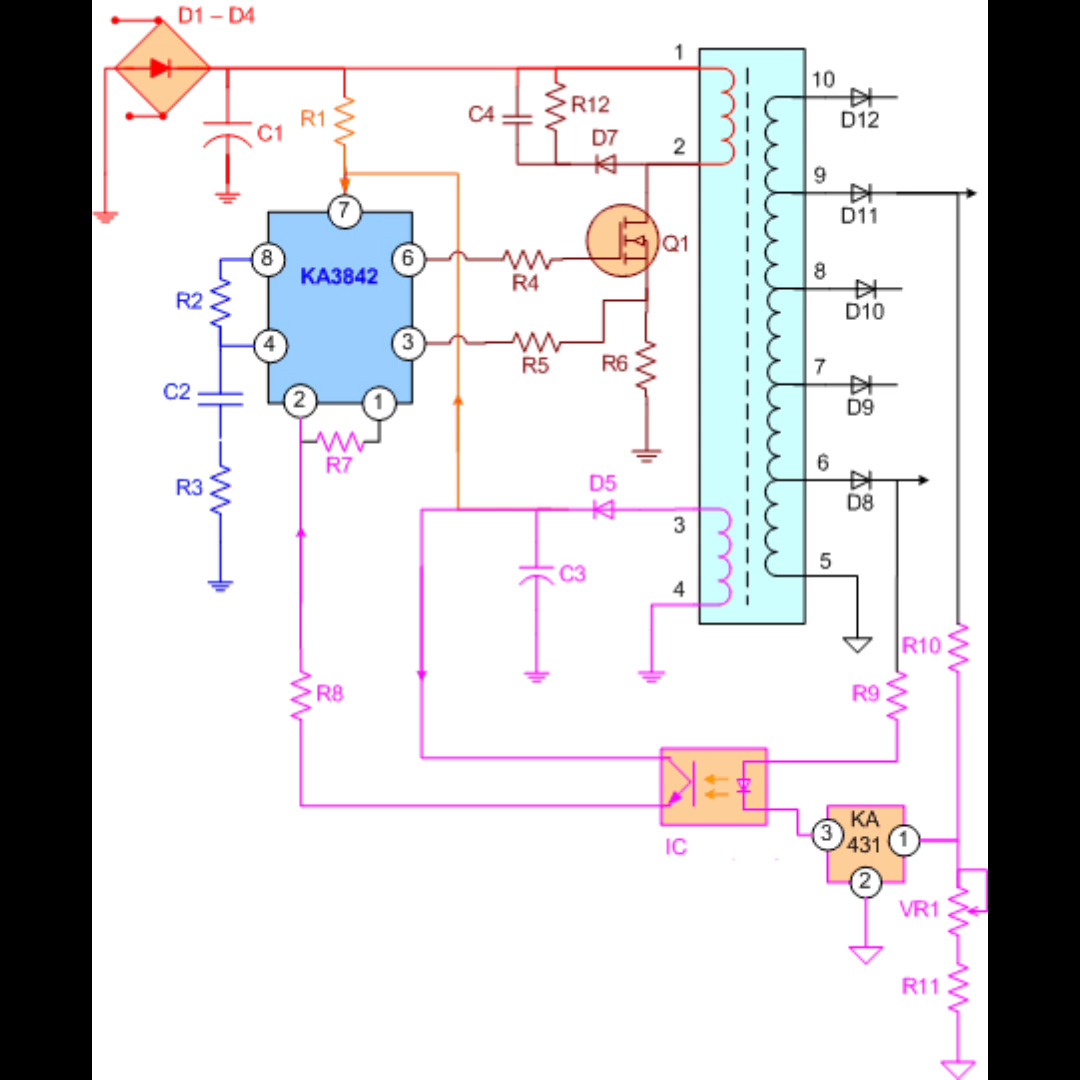 D1 – D4
1
10
R12
C4
D12
R1
C1
D7
2
9
7
D11
Q1
8
6
8
KA3842
R4
R2
D10
4
3
R5
R6
7
C2
2
1
D9
R7
6
R3
D5
D8
3
5
C3
4
R10
R8
R9
KA
431
3
1
IC
2
VR1
R11